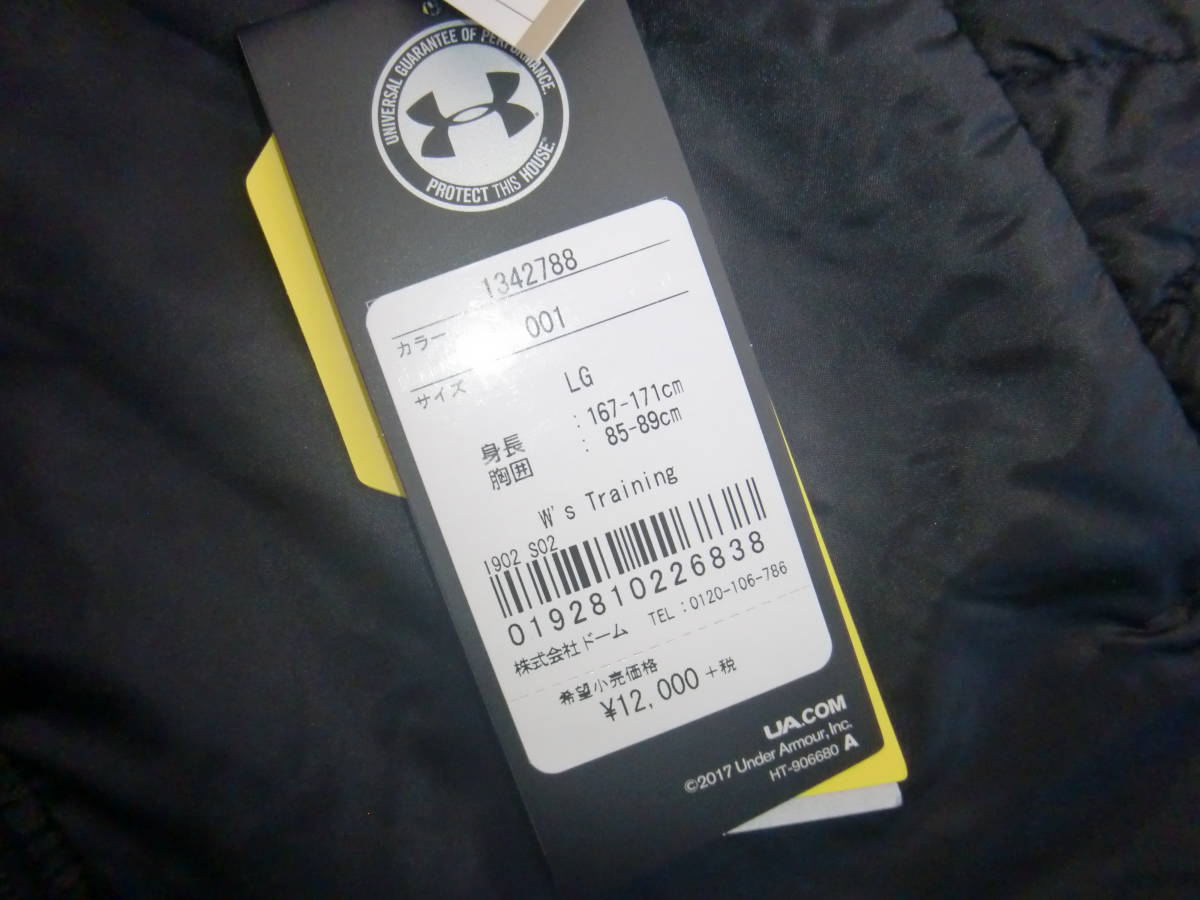 UNIVERSAL GUARANTEE OF PERFORMANCE.
PROTECT THIS HOUSE.™
1342788
カラー 001
サイズ LG
身長 : 167-171cm
胸囲 : 85-89cm
W's Training
1902 S02
0192810226838
株式会社ドーム TEL:0120-106-786
希望小売価格
¥12,000 +税
UA.COM
©2017 Under Armour, Inc.
HT-906680 A